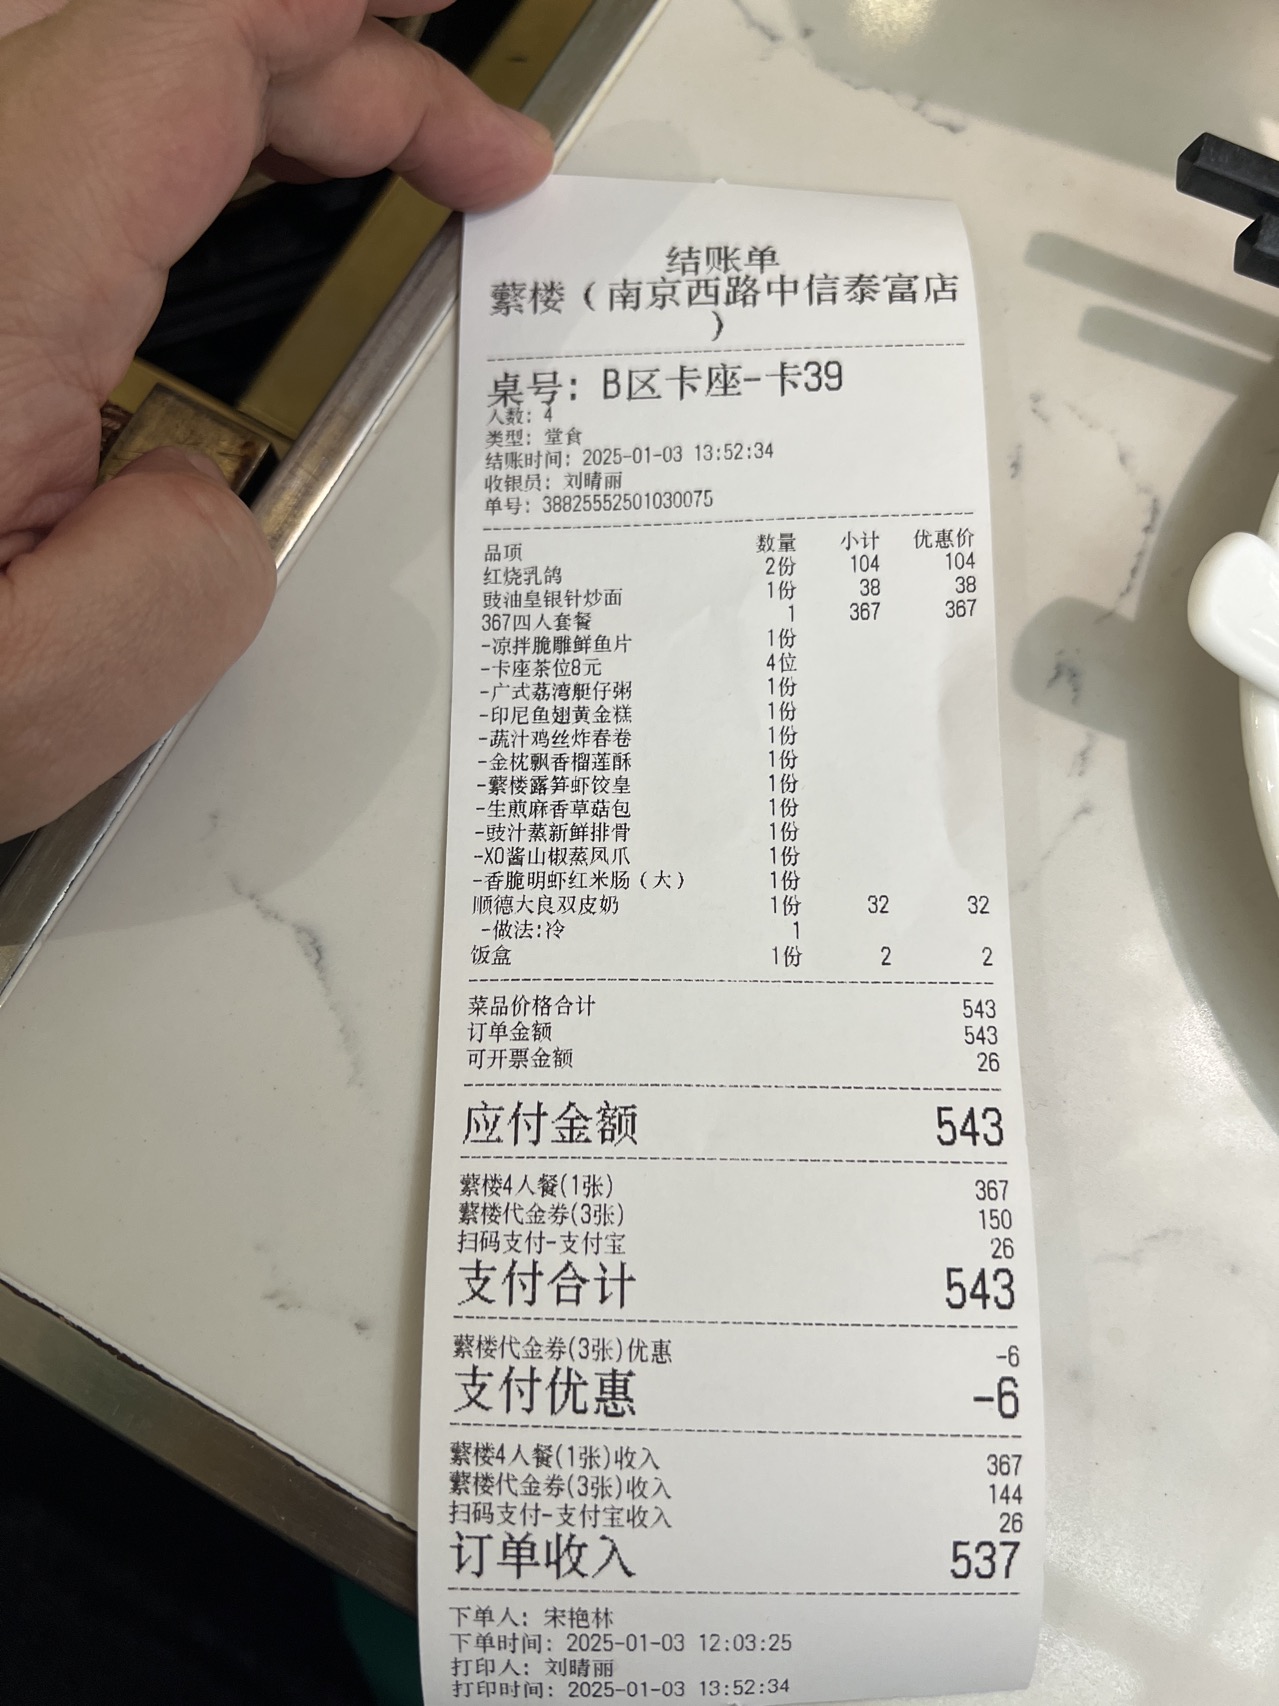 结账单
蘩楼（南京西路中信泰富店
）
桌号: B区卡座-卡39
人数: 4
类型: 堂食
结账时间: 2025-01-03 13:52:34
收银员: 刘晴丽
单号: 38825552501030075
品项 数量 小计 优惠价
红烧乳鸽 2份 104 104
豉油皇银针炒面 1份 38 38
367四人套餐 1 367 367
-凉拌脆雕鲜鱼片 1份
-卡座茶位8元 4位
-广式荔湾艇仔粥 1份
-印尼鱼翅黄金糕 1份
-蔬汁鸡丝炸春卷 1份
-金枕飘香榴莲酥 1份
-蘩楼露笋虾饺皇 1份
-生煎麻香草菇包 1份
-豉汁蒸新鲜排骨 1份
-XO酱山椒蒸凤爪 1份
-香脆明虾红米肠（大） 1份
顺德大良双皮奶 1份 32 32
-做法:冷 1
饭盒 1份 2 2
菜品价格合计 543
订单金额 543
可开票金额 26
应付金额 543
蘩楼4人餐(1张) 367
蘩楼代金券(3张) 150
扫码支付-支付宝 26
支付合计 543
蘩楼代金券(3张)优惠 -6
支付优惠 -6
蘩楼4人餐(1张)收入 367
蘩楼代金券(3张)收入 144
扫码支付-支付宝收入 26
订单收入 537
下单人: 宋艳林
下单时间: 2025-01-03 12:03:25
打印人: 刘晴丽
打印时间: 2025-01-03 13:52:34